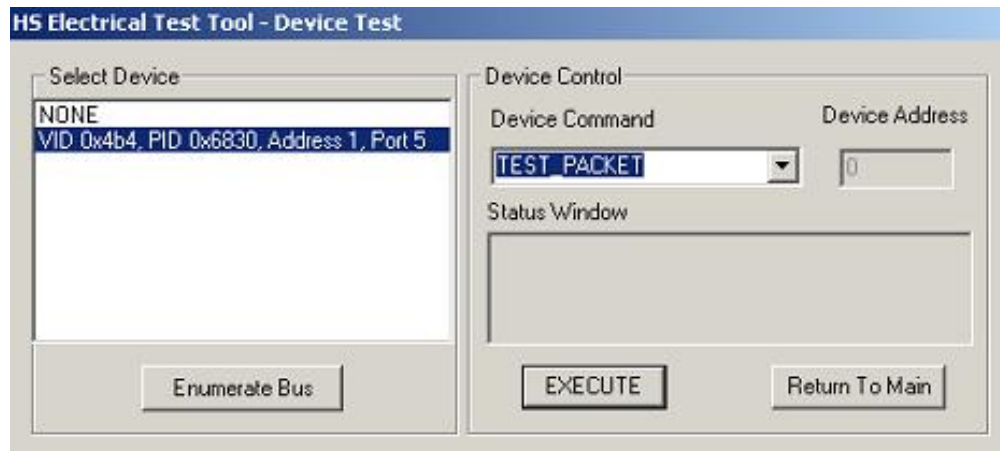 HS Electrical Test Tool - Device Test
Select Device
NONE
VID 0x4b4, PID 0x6830, Address 1, Port 5
Enumerate Bus
Device Control
Device Command
Device Address
TEST_PACKET
0
Status Window
EXECUTE
Return To Main